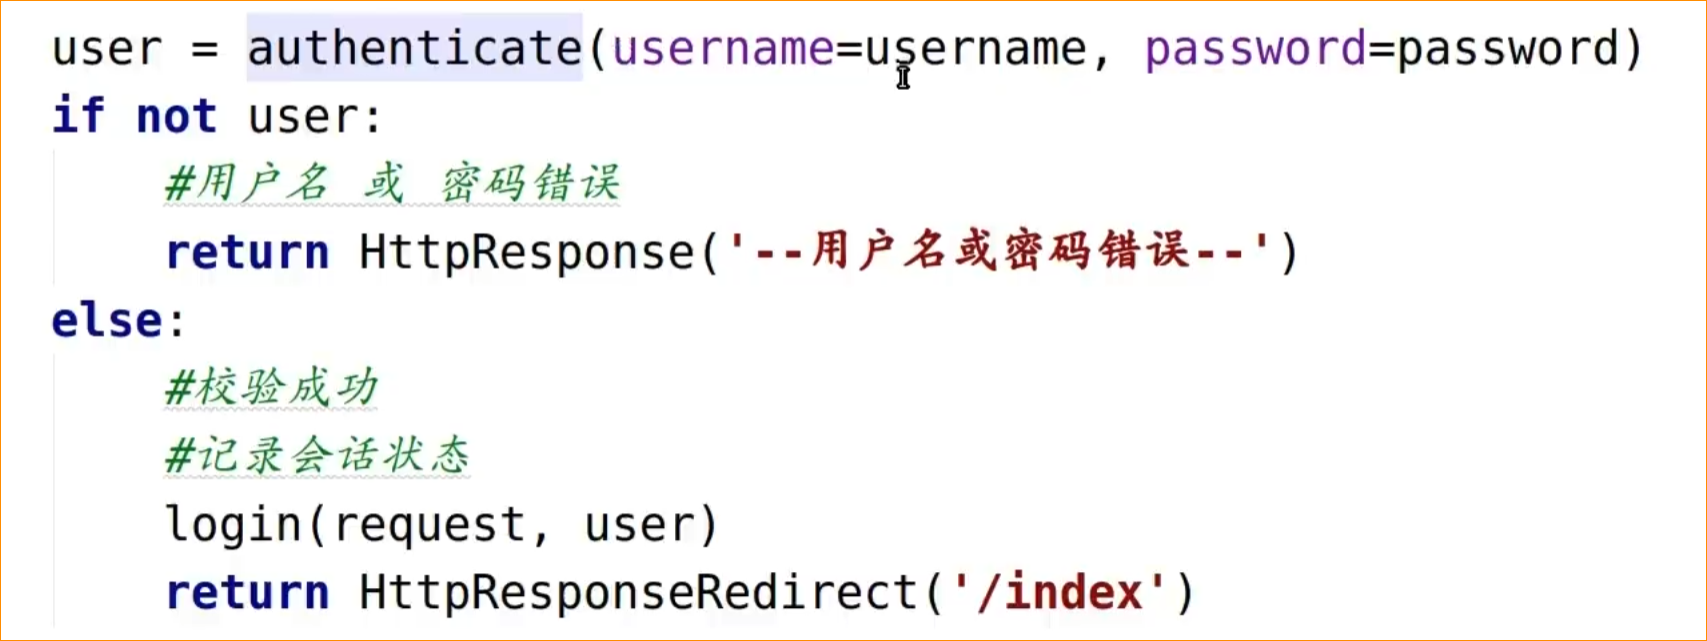 user = authenticate(username=username, password=password)
if not user:
    #用户名 或 密码错误
    return HttpResponse('--用户名或密码错误--')
else:
    #校验成功
    #记录会话状态
    login(request, user)
    return HttpResponseRedirect('/index')